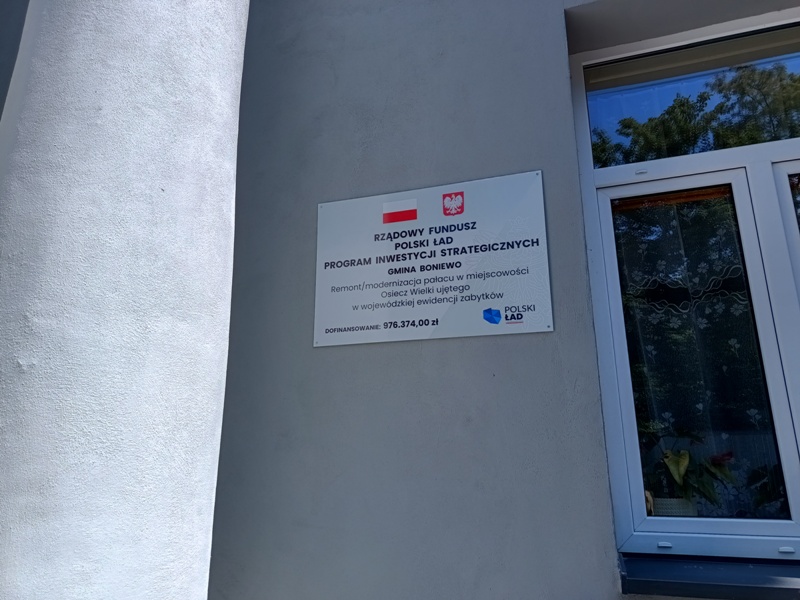 RZĄDOWY FUNDUSZ
POLSKI ŁAD
PROGRAM INWESTYCJI STRATEGICZNYCH
GMINA BONIEWO
Remont/modernizacja pałacu w miejscowości
Osiecz Wielki ujętego
w wojewódzkiej ewidencji zabytków
DOFINANSOWANIE: 976.374,00 zł
POLSKI
ŁAD